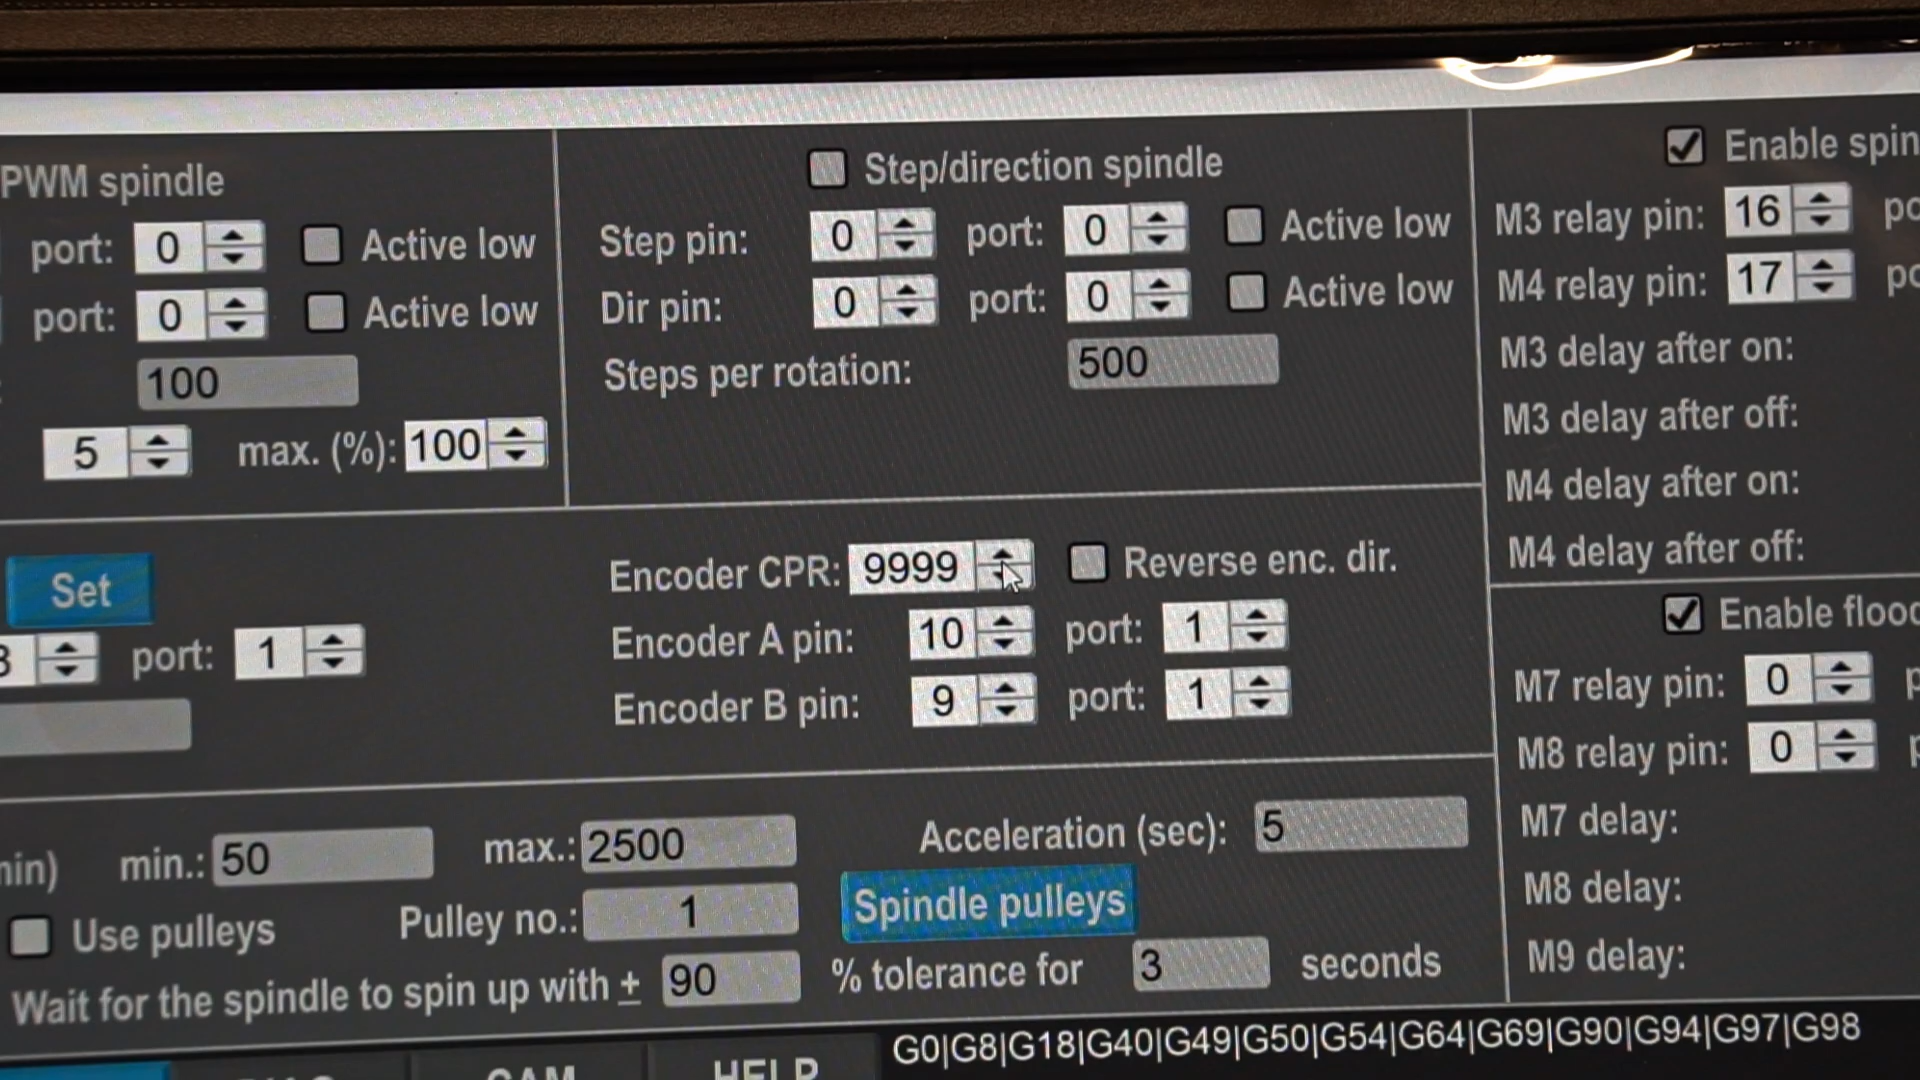 PWM spindle
port: 0 Active low
port: 0 Active low
100
5 max. (%): 100
Step/direction spindle
Step pin: 0 port: 0 Active low
Dir pin: 0 port: 0 Active low
Steps per rotation: 500
Enable spin
M3 relay pin: 16
M4 relay pin: 17
M3 delay after on:
M3 delay after off:
M4 delay after on:
M4 delay after off:
Set
port: 1
Encoder CPR: 9999 Reverse enc. dir.
Encoder A pin: 10 port: 1
Encoder B pin: 9 port: 1
Enable flood
M7 relay pin: 0
M8 relay pin: 0
M7 delay:
M8 delay:
M9 delay:
min.: 50 max.: 2500 Acceleration (sec): 5
Use pulleys Pulley no.: 1 Spindle pulleys
Wait for the spindle to spin up with ± 90 % tolerance for 3 seconds
CAM HELP G0|G8|G18|G40|G49|G50|G54|G64|G69|G90|G94|G97|G98